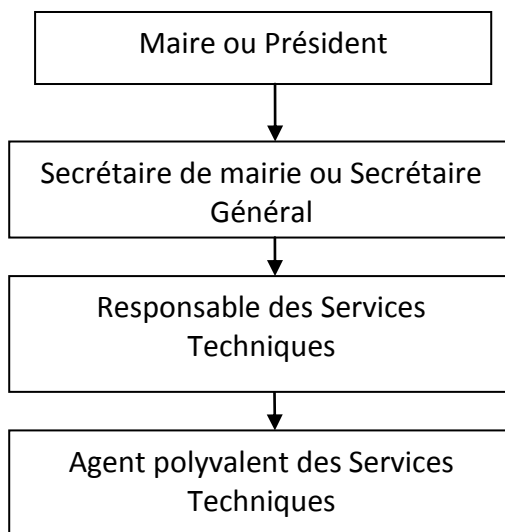 Maire ou Président
Secrétaire de mairie ou Secrétaire
Général
Responsable des Services
Techniques
Agent polyvalent des Services
Techniques